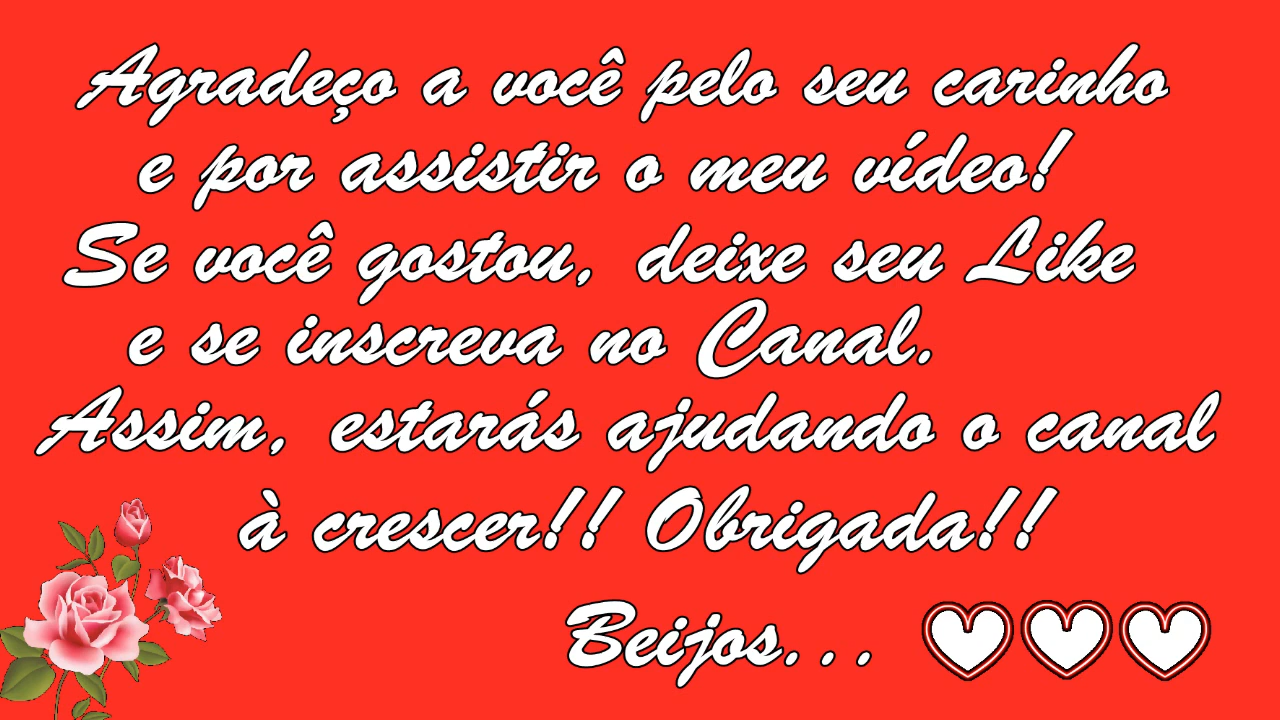 Agradeço a você pelo seu carinho
e por assistir o meu vídeo!
Se você gostou, deixe seu Like
e se inscreva no Canal.
Assim, estarás ajudando o canal
à crescer!! Obrigada!!
Beijos...